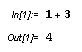 In[1]:= 1 + 3
Out[1]= 4